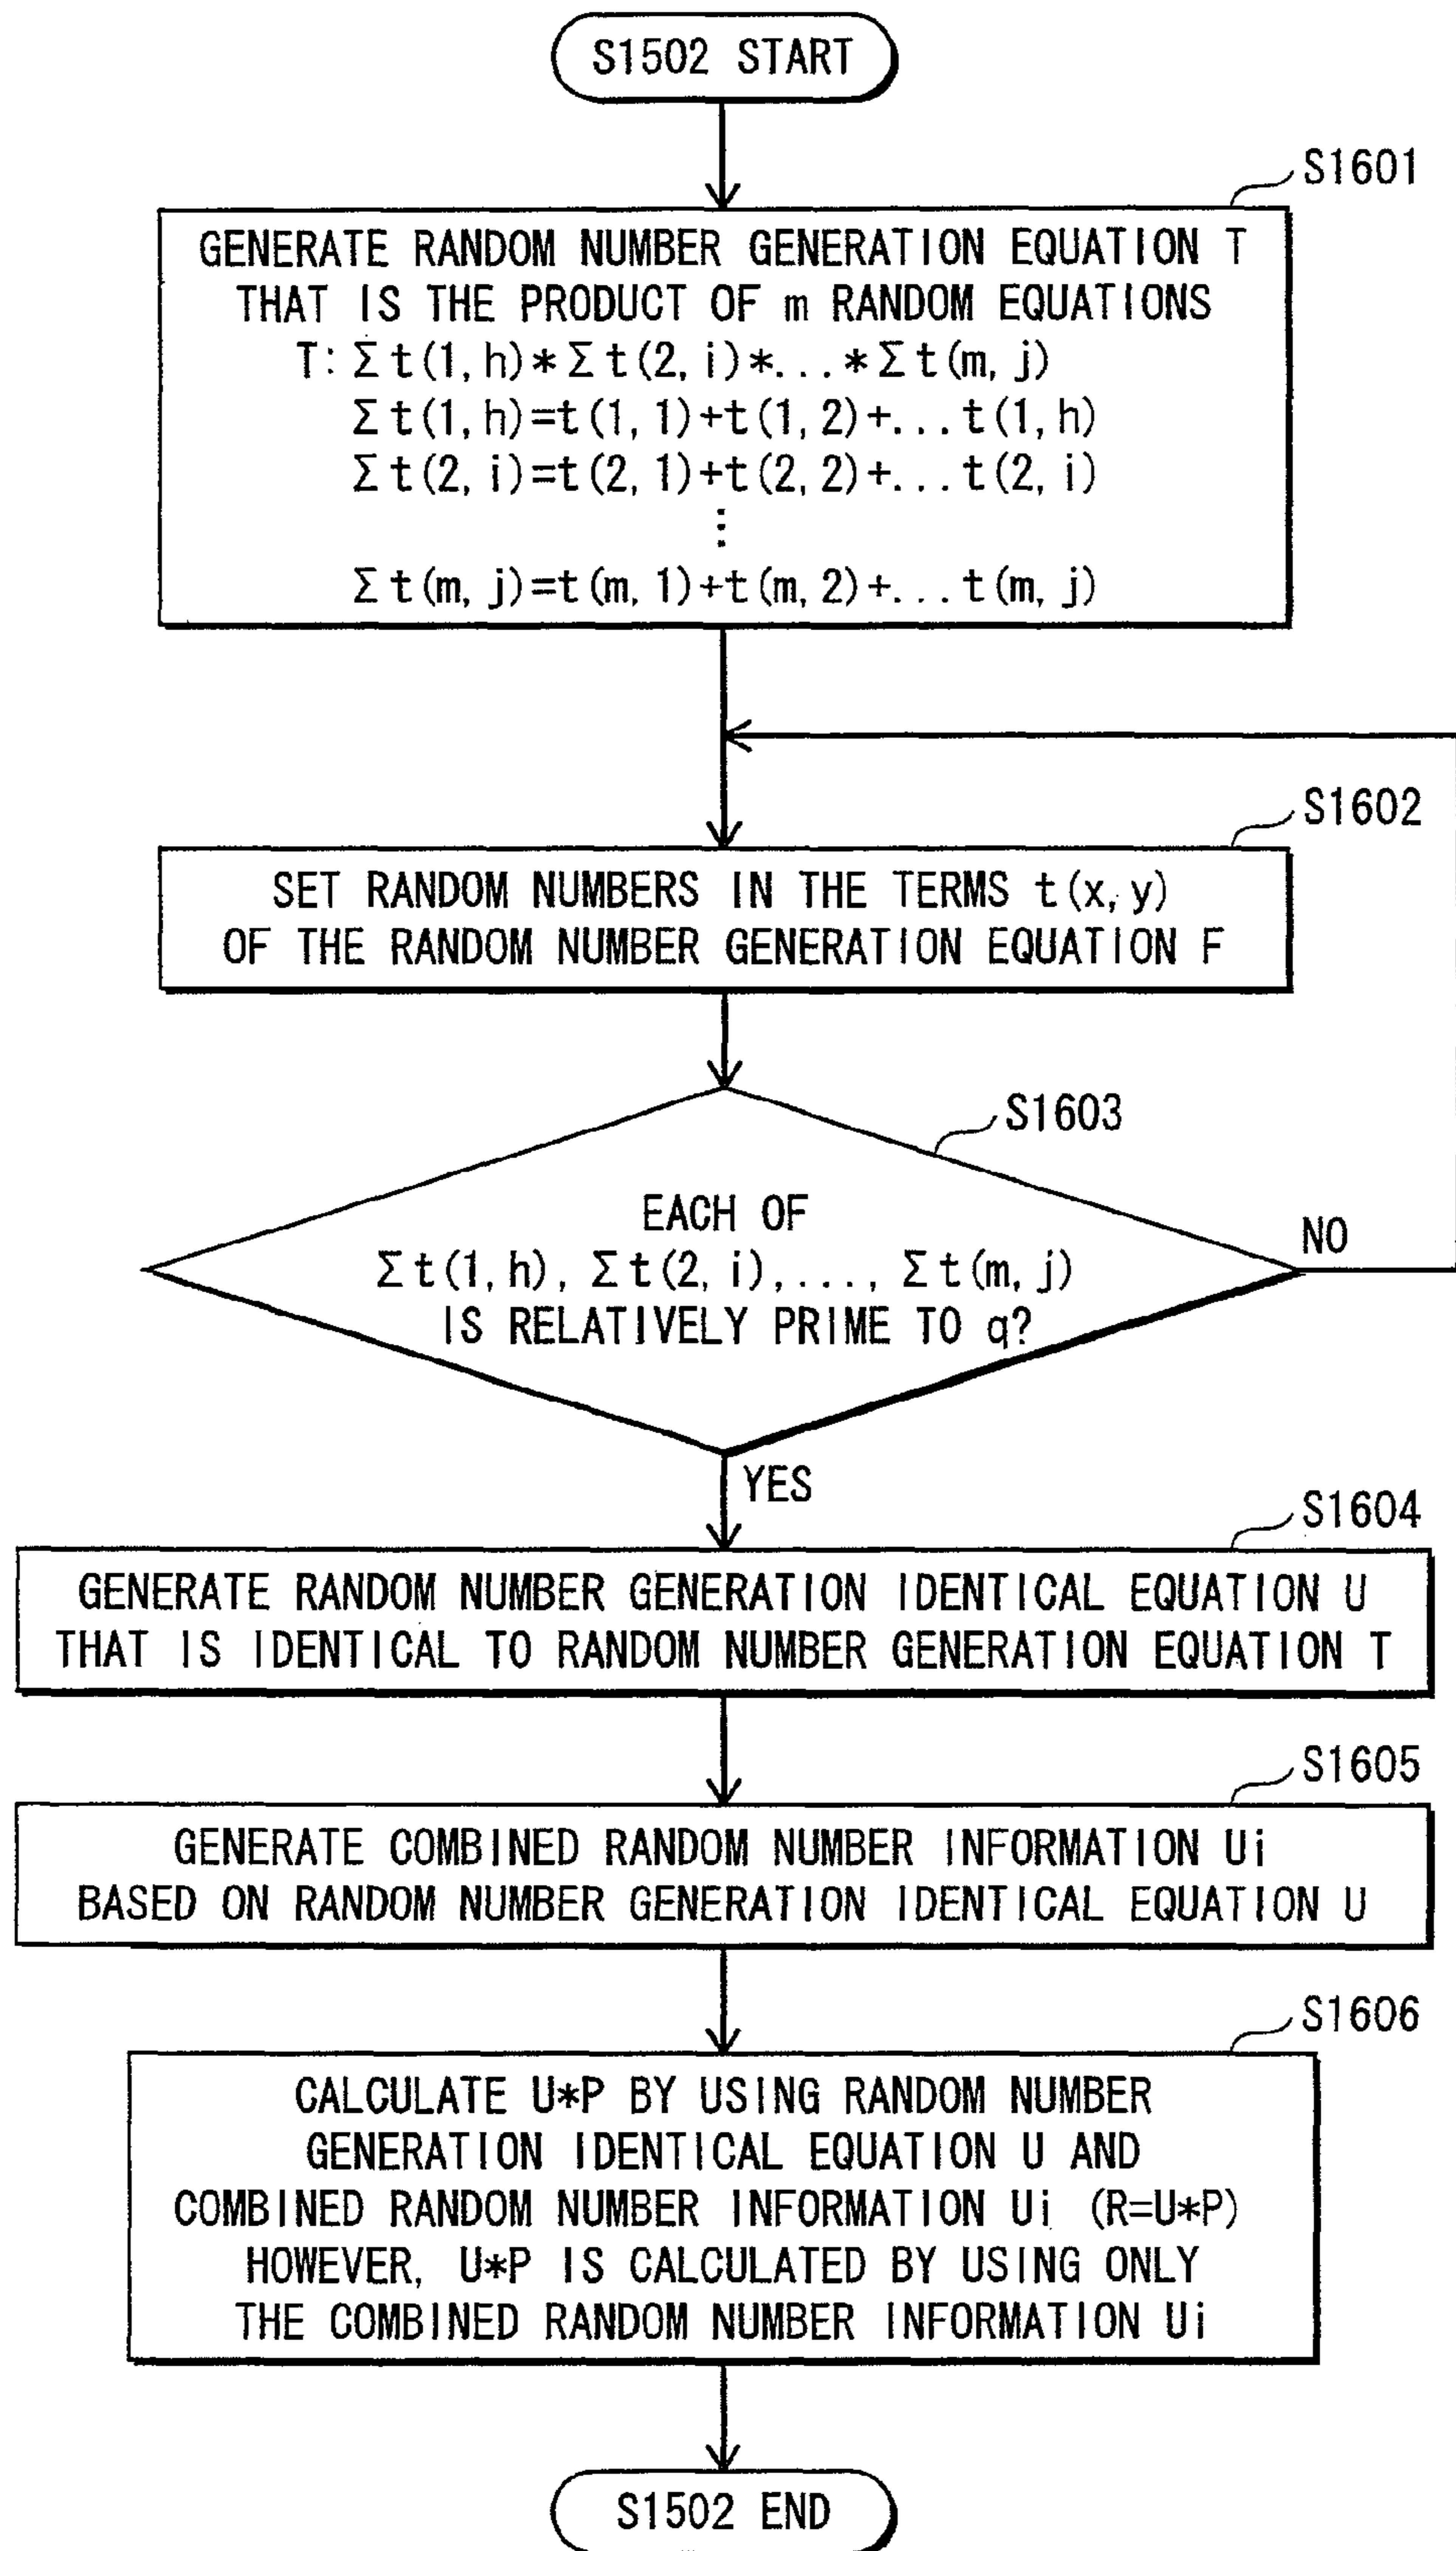 S1502 START
S1601
GENERATE RANDOM NUMBER GENERATION EQUATION T
THAT IS THE PRODUCT OF m RANDOM EQUATIONS
T: Σt(1, h)*Σt(2, i)*...*Σt(m, j)
Σt(1, h)=t(1, 1)+t(1, 2)+...t(1, h)
Σt(2, i)=t(2, 1)+t(2, 2)+...t(2, i)
⋮
Σt(m, j)=t(m, 1)+t(m, 2)+...t(m, j)
S1602
SET RANDOM NUMBERS IN THE TERMS t(x, y)
OF THE RANDOM NUMBER GENERATION EQUATION F
S1603
EACH OF
Σt(1, h), Σt(2, i),..., Σt(m, j)
IS RELATIVELY PRIME TO q?
NO
YES
S1604
GENERATE RANDOM NUMBER GENERATION IDENTICAL EQUATION U
THAT IS IDENTICAL TO RANDOM NUMBER GENERATION EQUATION T
S1605
GENERATE COMBINED RANDOM NUMBER INFORMATION Ui
BASED ON RANDOM NUMBER GENERATION IDENTICAL EQUATION U
S1606
CALCULATE U*P BY USING RANDOM NUMBER
GENERATION IDENTICAL EQUATION U AND
COMBINED RANDOM NUMBER INFORMATION Ui (R=U*P)
HOWEVER, U*P IS CALCULATED BY USING ONLY
THE COMBINED RANDOM NUMBER INFORMATION Ui
S1502 END